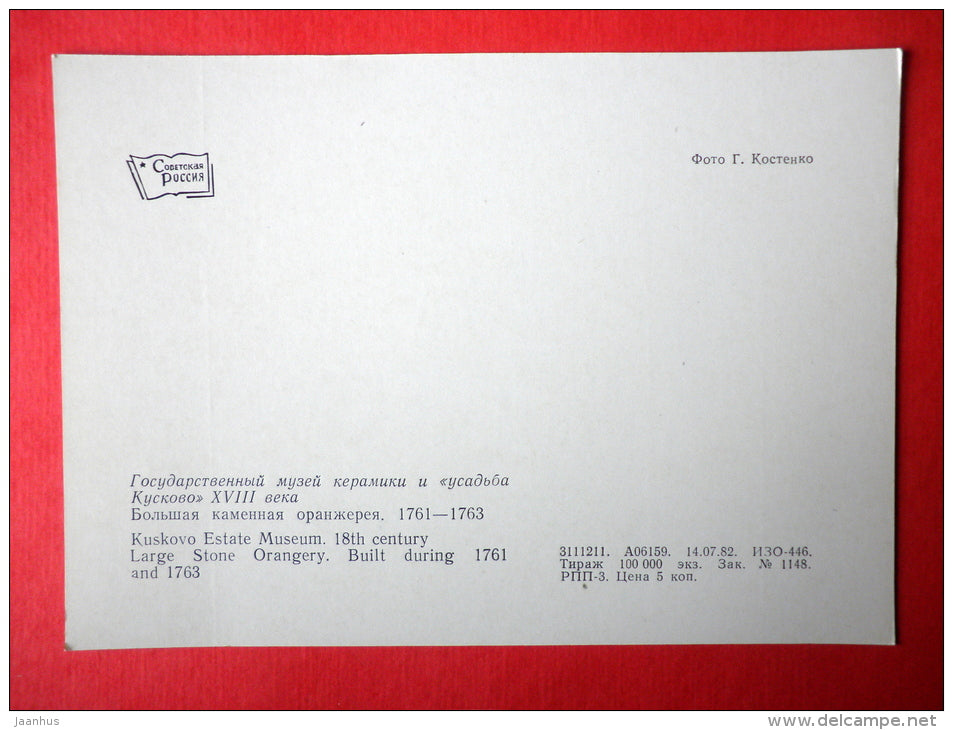 Советская
Россия
Фото Г. Костенко
Государственный музей керамики и «усадьба
Кусково» XVIII века
Большая каменная оранжерея. 1761—1763
Kuskovo Estate Museum. 18th century
Large Stone Orangery. Built during 1761
and 1763
3111211. А06159. 14.07.82. ИЗО-446.
Тираж 100 000 экз. Зак. № 1148.
РПП-3. Цена 5 коп.
jaanhus
www.delcampe.net